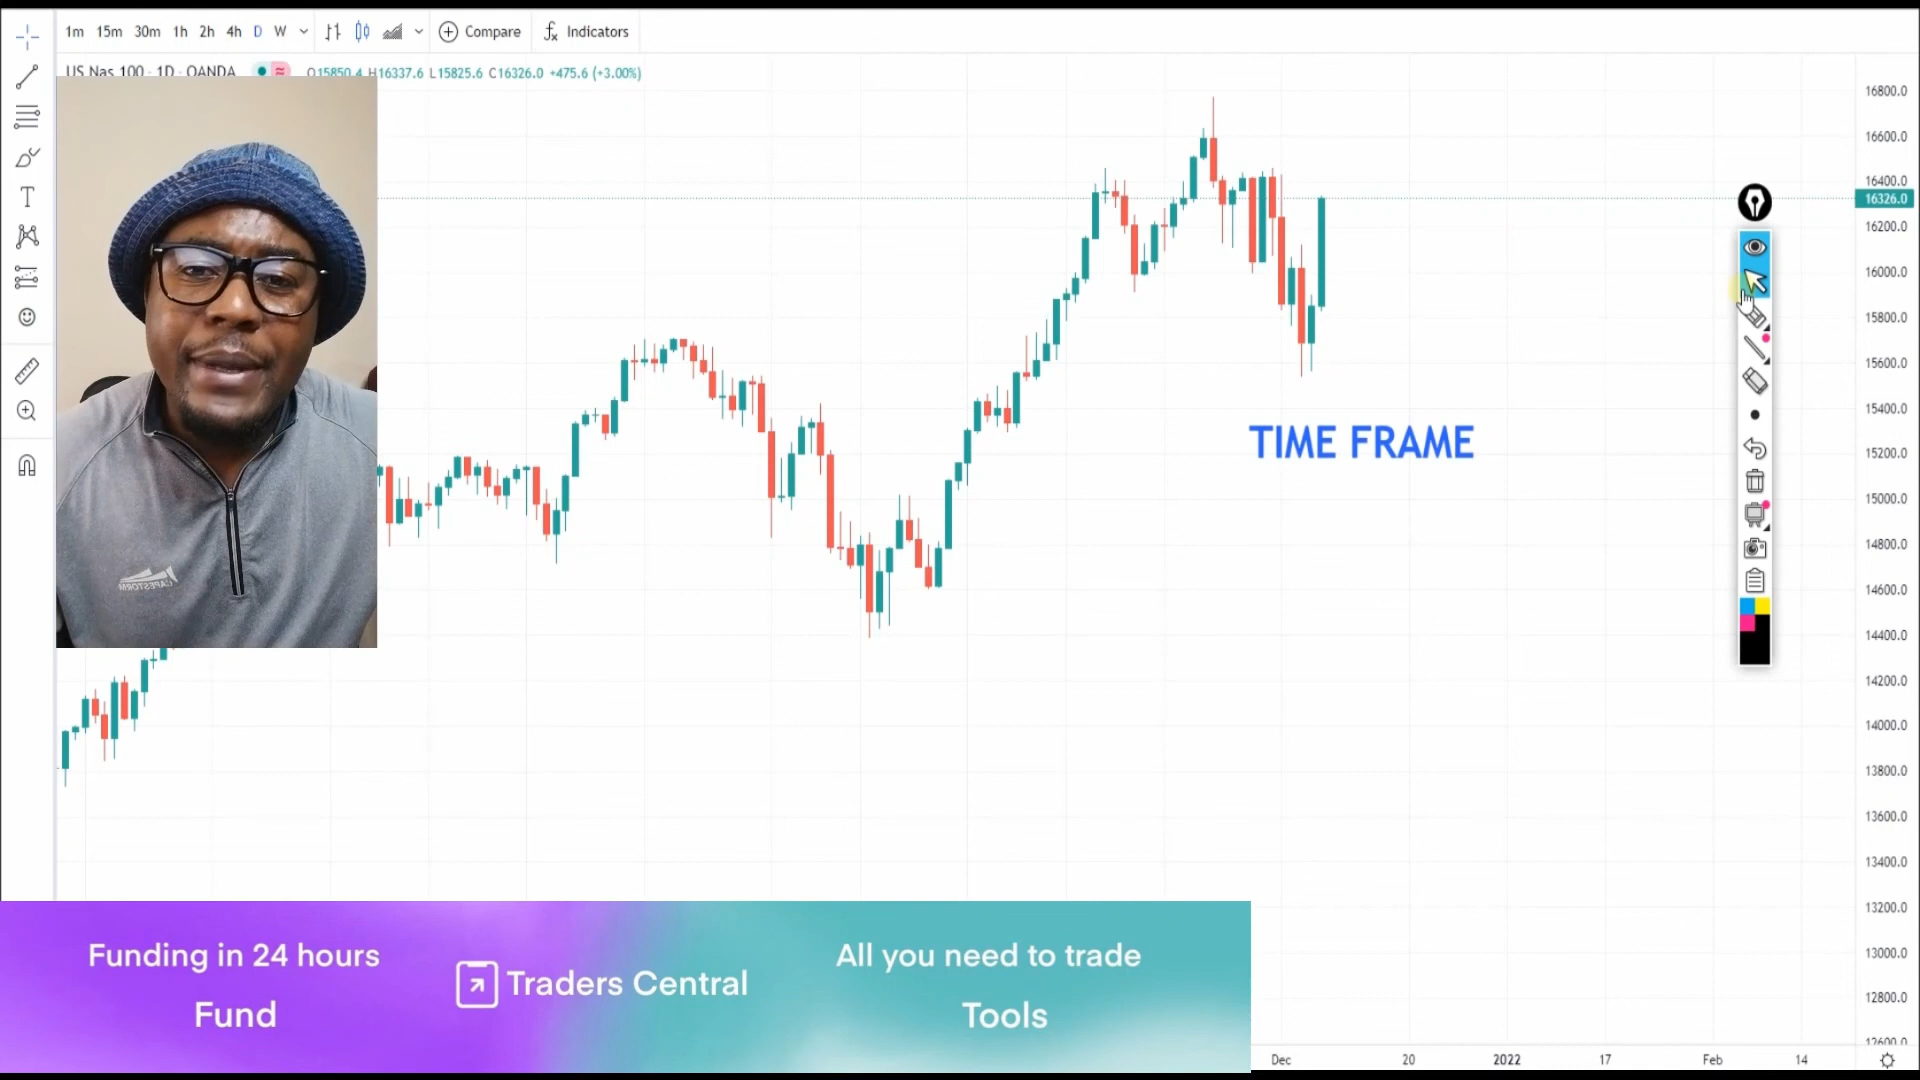 1m 15m 30m 1h 2h 4h D W Compare Indicators
US Nas 100 · 1D · OANDA O15850.4 H16337.6 L15825.6 C16326.0 +475.6 (+3.00%)
16800.0
16600.0
16400.0
16326.0
16200.0
16000.0
15800.0
15600.0
15400.0
TIME FRAME
15200.0
15000.0
14800.0
14600.0
CAPESTORM
14400.0
14200.0
14000.0
13800.0
13600.0
13400.0
13200.0
13000.0
12800.0
12600.0
Funding in 24 hours
Fund
Traders Central
All you need to trade
Tools
Dec 20 2022 17 Feb 14